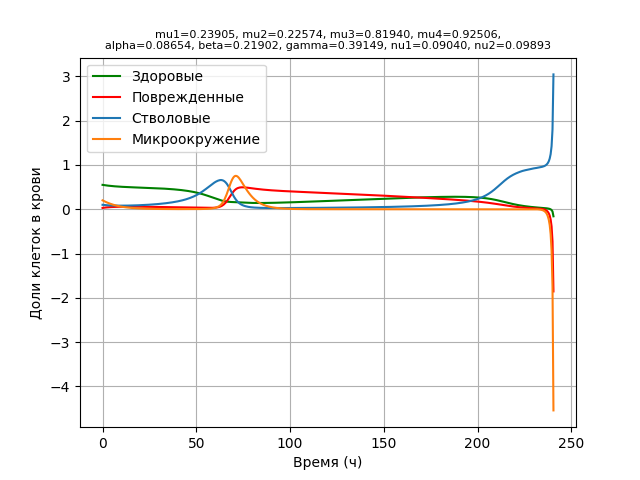 mu1=0.23905, mu2=0.22574, mu3=0.81940, mu4=0.92506,
alpha=0.08654, beta=0.21902, gamma=0.39149, nu1=0.09040, nu2=0.09893
Здоровые
Поврежденные
Стволовые
Микроокружение
3
2
1
0
−1
−2
−3
−4
Доли клеток в крови
0 50 100 150 200 250
Время (ч)